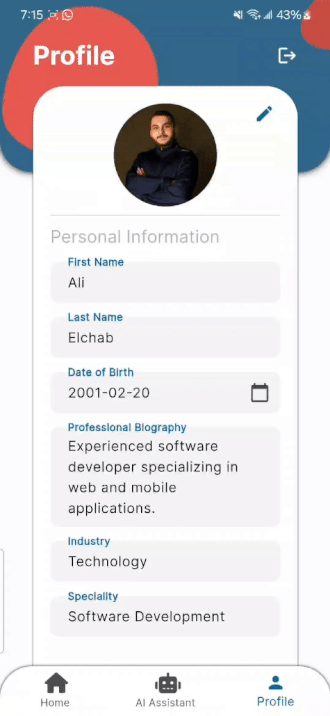 7:15 43%
Profile
Personal Information
First Name
Ali
Last Name
Elchab
Date of Birth
2001-02-20
Professional Biography
Experienced software
developer specializing in
web and mobile
applications.
Industry
Technology
Speciality
Software Development
Home AI Assistant Profile